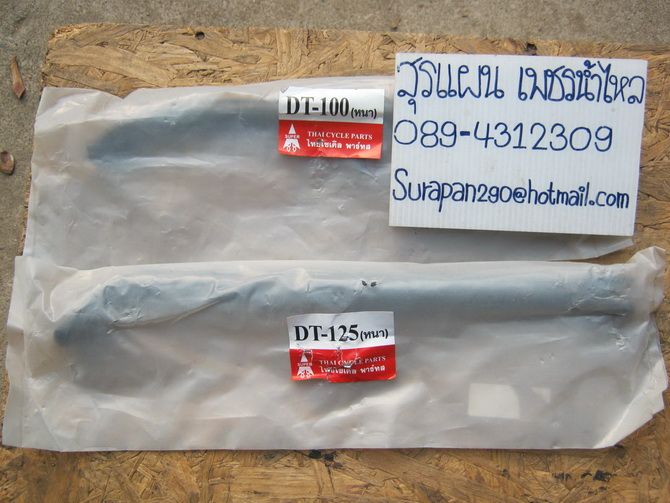 สุรแผน เพชรน้ำไหล
089-4312309
Surapan290@hotmail.com
DT-100 (หนา)
SUPER
THAI CYCLE PARTS
ไทยไซเคิล พาร์ทส
DT-125 (หนา)
SUPER
THAI CYCLE PARTS
ไทยไซเคิล พาร์ทส